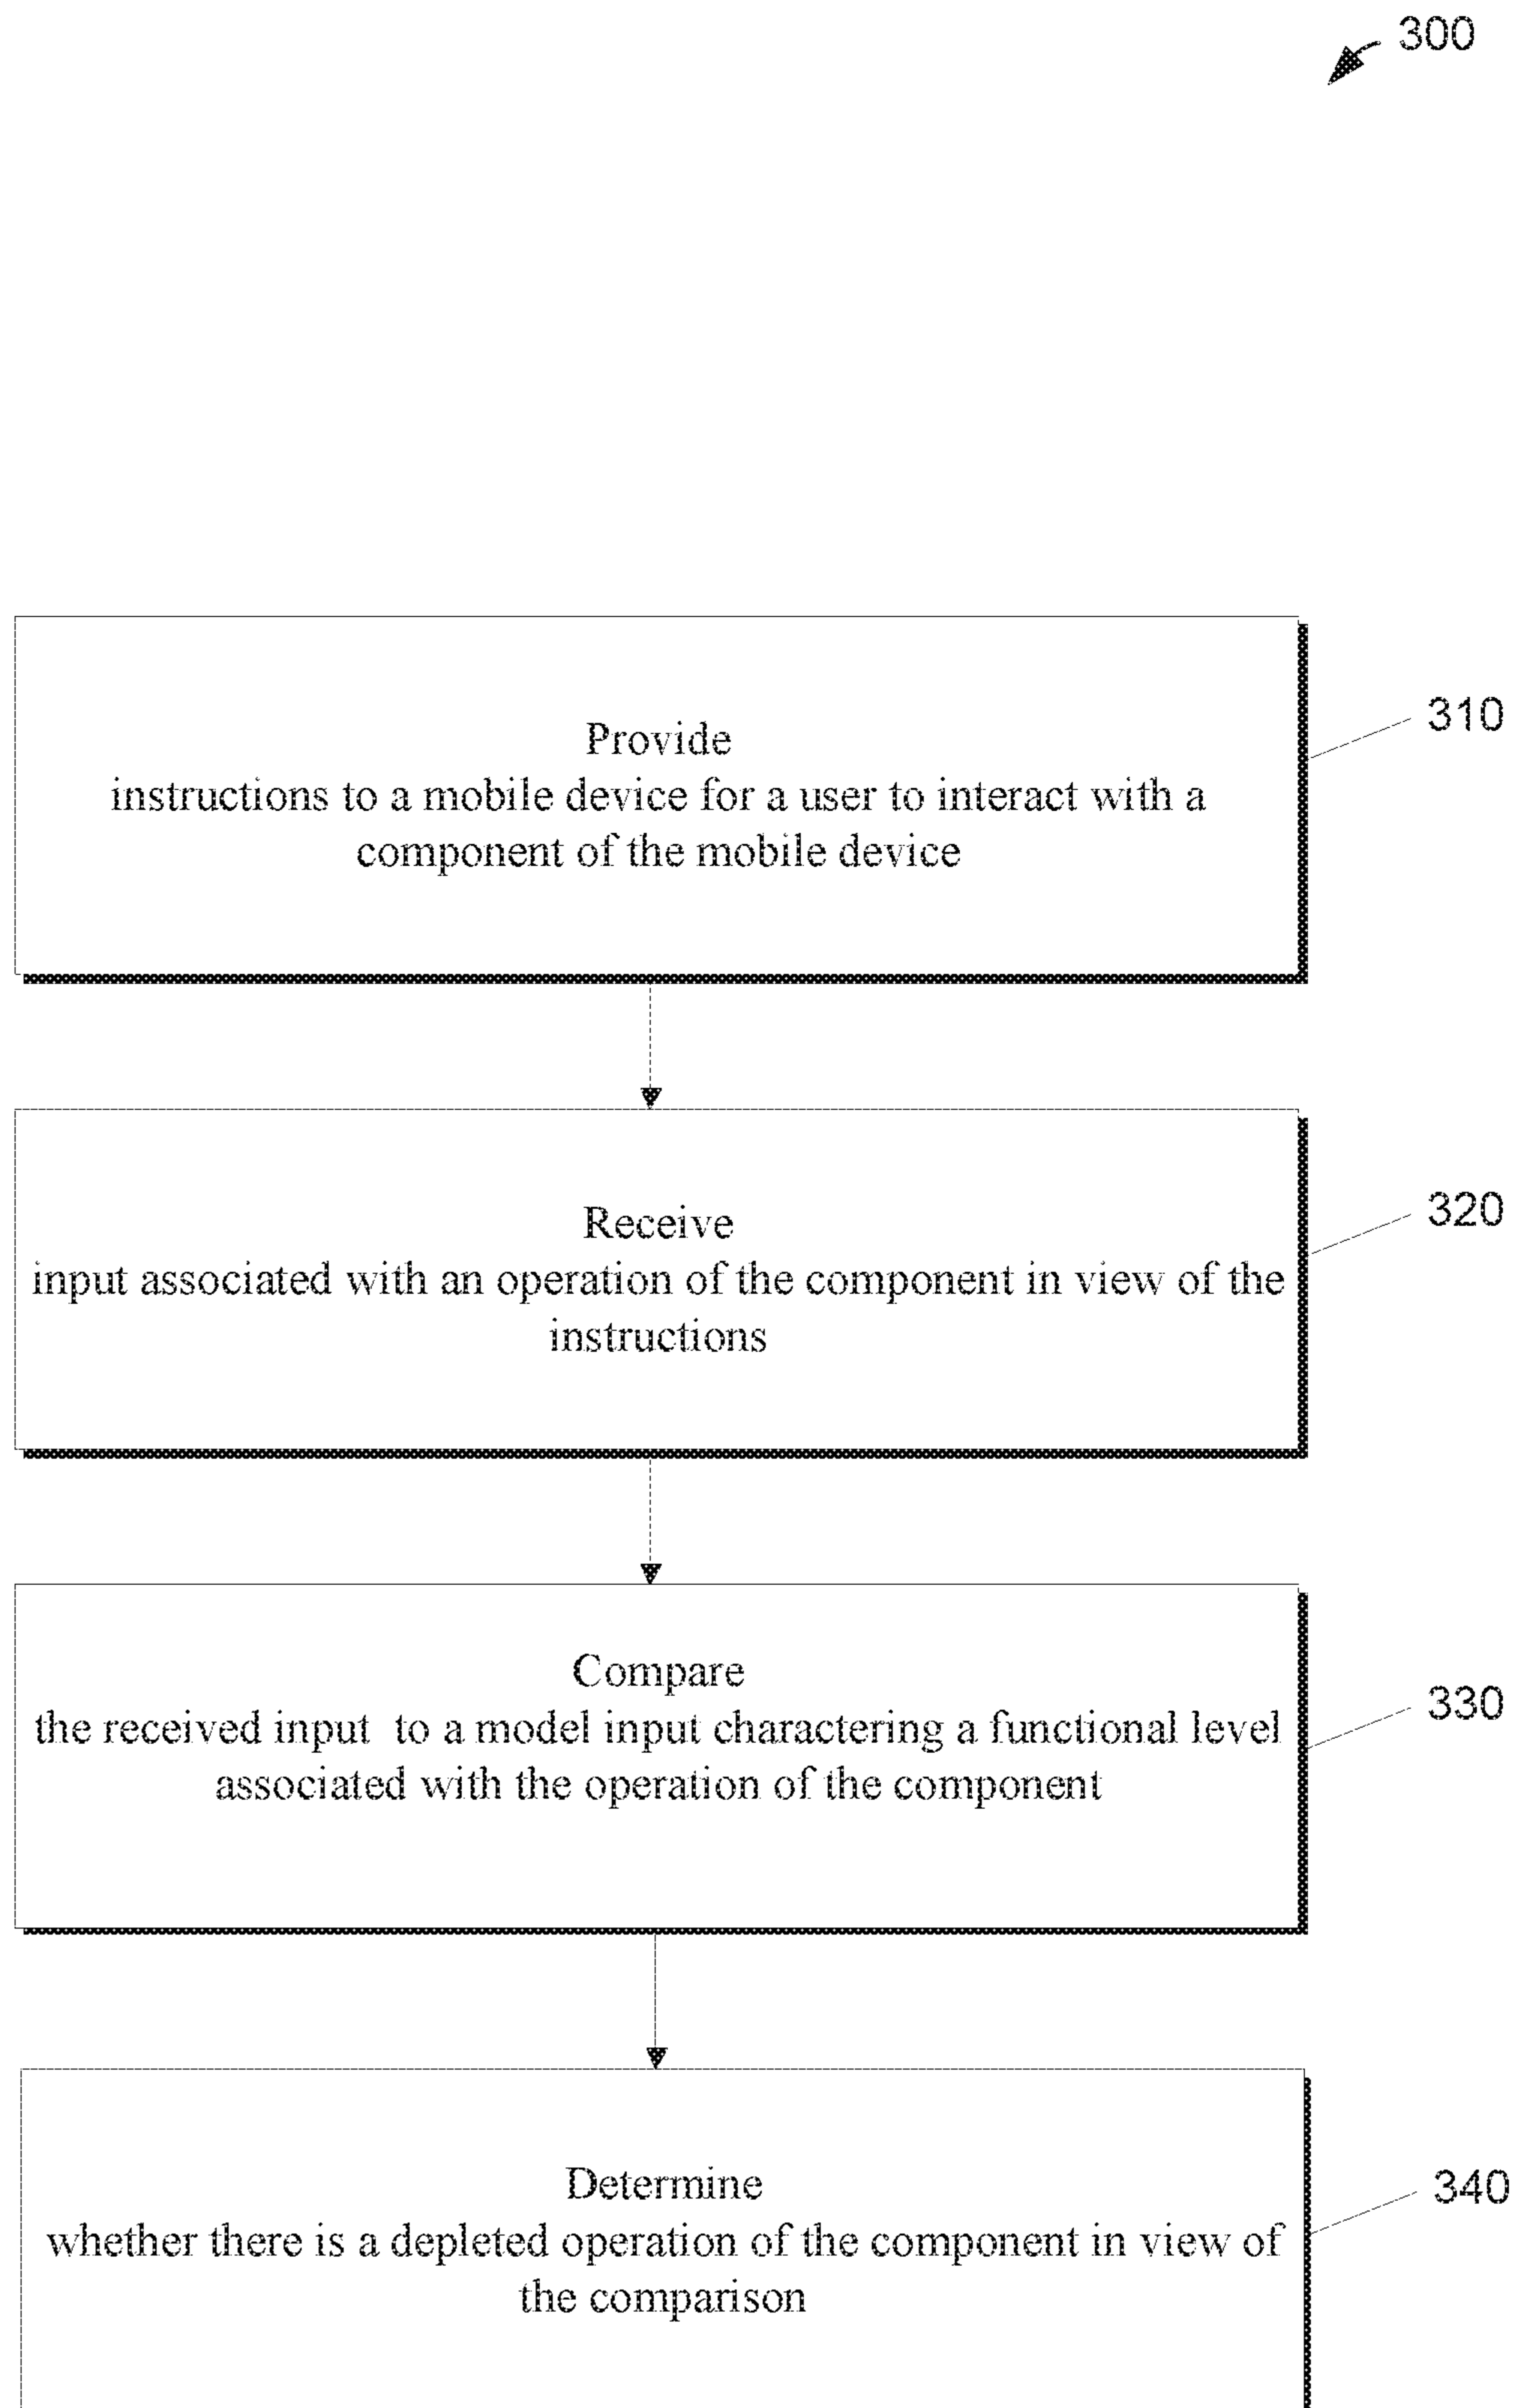 300
Provide
instructions to a mobile device for a user to interact with a
component of the mobile device
310
Receive
input associated with an operation of the component in view of the
instructions
320
Compare
the received input to a model input charactering a functional level
associated with the operation of the component
330
Determine
whether there is a depleted operation of the component in view of
the comparison
340